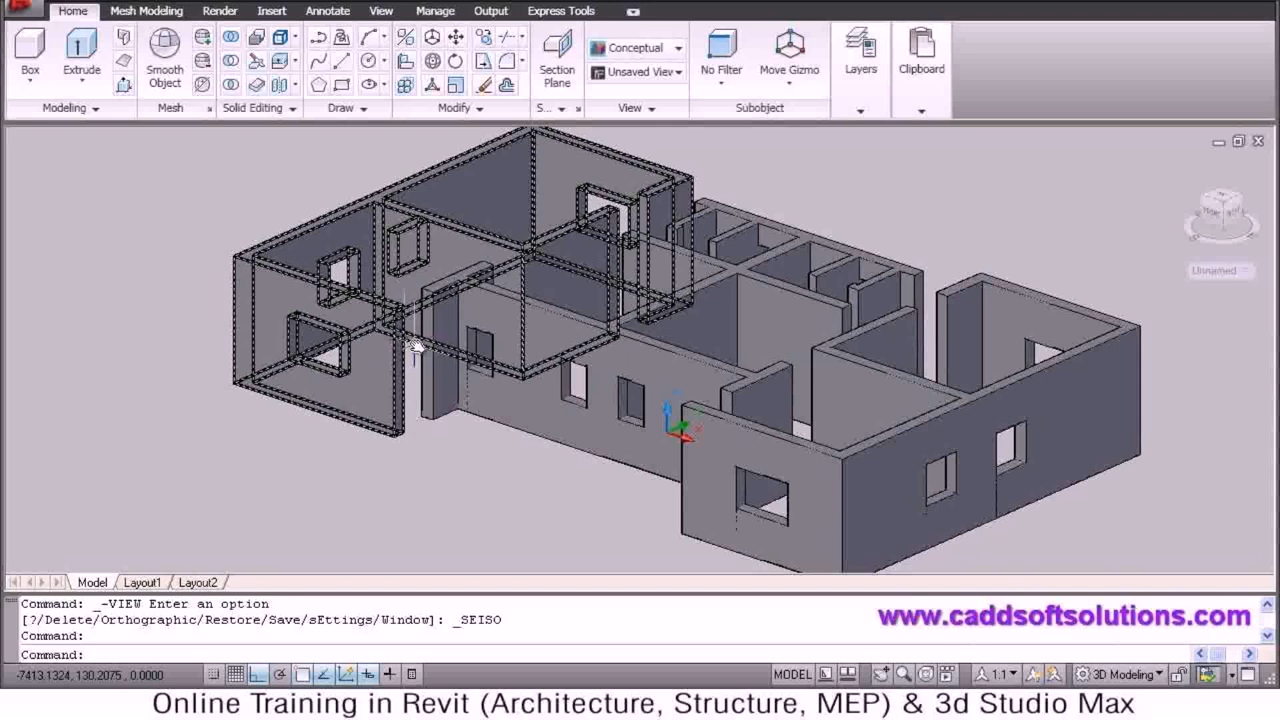 Home Mesh Modeling Render Insert Annotate View Manage Output Express Tools
Box
Extrude
Smooth Object
Section Plane
Conceptual
Unsaved View
No Filter
Move Gizmo
Layers
Clipboard
Modeling Mesh Solid Editing Draw Modify S... View Subobject
Unnamed
Model Layout1 Layout2
Command: _-VIEW Enter an option
[?/Delete/Orthographic/Restore/Save/sEttings/Window]: _SEISO
Command:
Command:
www.caddsoftsolutions.com
-7413.1324, 130.2075, 0.0000 MODEL 1:1 3D Modeling
Online Training in Revit (Architecture, Structure, MEP) & 3d Studio Max